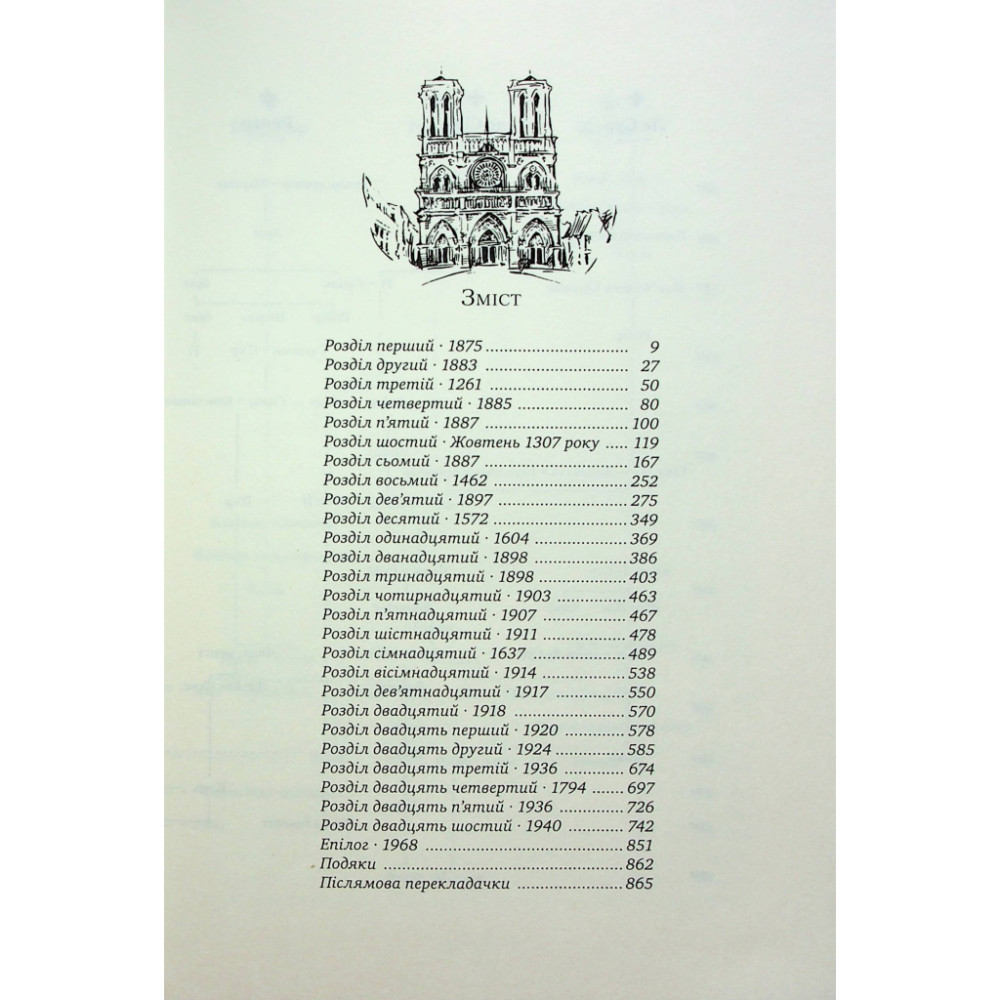 Зміст
Розділ перший · 1875 ........................... 9
Розділ другий · 1883 ........................... 27
Розділ третій · 1261 ........................... 50
Розділ четвертий · 1885 ..................... 80
Розділ п'ятий · 1887 ........................... 100
Розділ шостий · Жовтень 1307 року ..... 119
Розділ сьомий · 1887 ........................... 167
Розділ восьмий · 1462 ......................... 252
Розділ дев'ятий · 1897 ........................ 275
Розділ десятий · 1572 ......................... 349
Розділ одинадцятий · 1604 ................. 369
Розділ дванадцятий · 1898 ................. 386
Розділ тринадцятий · 1898 ................ 403
Розділ чотирнадцятий · 1903 ............. 463
Розділ п'ятнадцятий · 1907 ................ 467
Розділ шістнадцятий · 1911 ............... 478
Розділ сімнадцятий · 1637 ................. 489
Розділ вісімнадцятий · 1914 ............... 538
Розділ дев'ятнадцятий · 1917 ............. 550
Розділ двадцятий · 1918 .................... 570
Розділ двадцять перший · 1920 ........... 578
Розділ двадцять другий · 1924 ............. 585
Розділ двадцять третій · 1936 ........... 674
Розділ двадцять четвертий · 1794 ....... 697
Розділ двадцять п'ятий · 1936 ............ 726
Розділ двадцять шостий · 1940 .......... 742
Епілог · 1968 ..................................... 851
Подяки ............................................. 862
Післямова перекладачки ................... 865